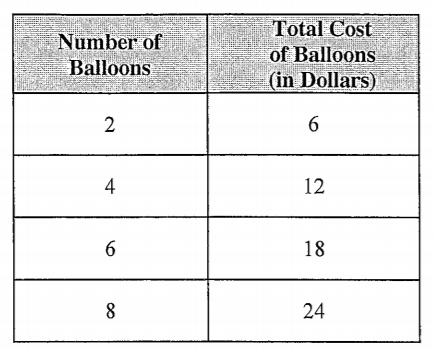 Number of
Balloons
Total Cost
of Balloons
(in Dollars)
2
6
4
12
6
18
8
24